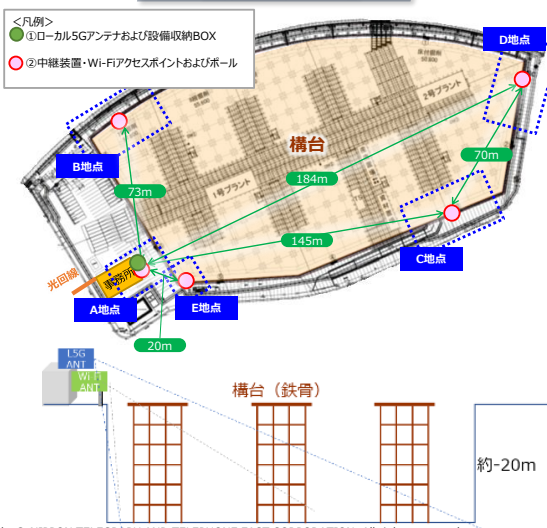 <凡例>
①ローカル5Gアンテナおよび設備収納BOX
②中継装置・Wi-Fiアクセスポイントおよびポール
D地点
B地点
構台
2号プラント
1号プラント
73m
184m
70m
145m
C地点
光回線
事務所
A地点
E地点
20m
L5G
ANT
Wi-Fi
ANT
構台（鉄骨）
約-20m